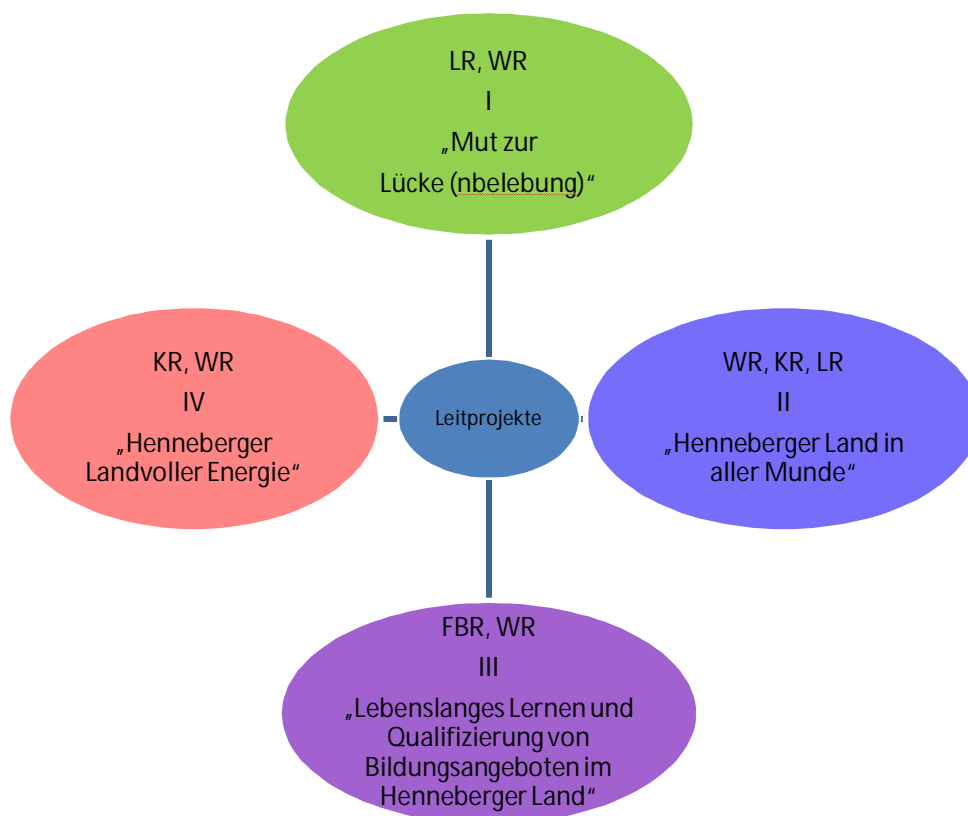 LR, WR
I
„Mut zur
Lücke (nbelebung)“
KR, WR
IV
„Henneberger
Landvoller Energie“
Leitprojekte
WR, KR, LR
II
„Henneberger Land in
aller Munde“
FBR, WR
III
„Lebenslanges Lernen und
Qualifizierung von
Bildungsangeboten im
Henneberger Land“